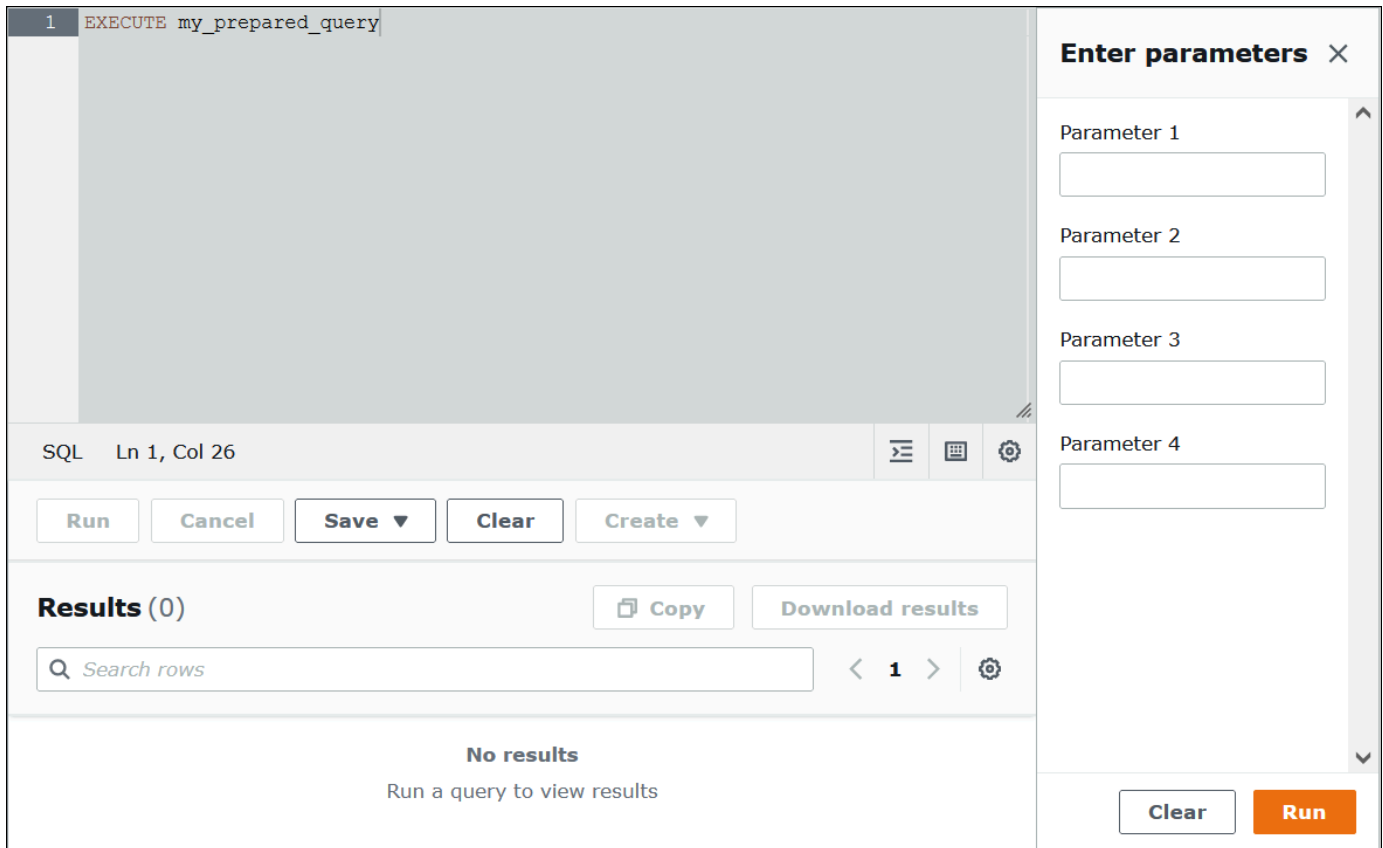 1 EXECUTE my_prepared_query
SQL Ln 1, Col 26
Run Cancel Save Clear Create
Results (0)
Copy Download results
Search rows
1
No results
Run a query to view results
Enter parameters
Parameter 1
Parameter 2
Parameter 3
Parameter 4
Clear Run